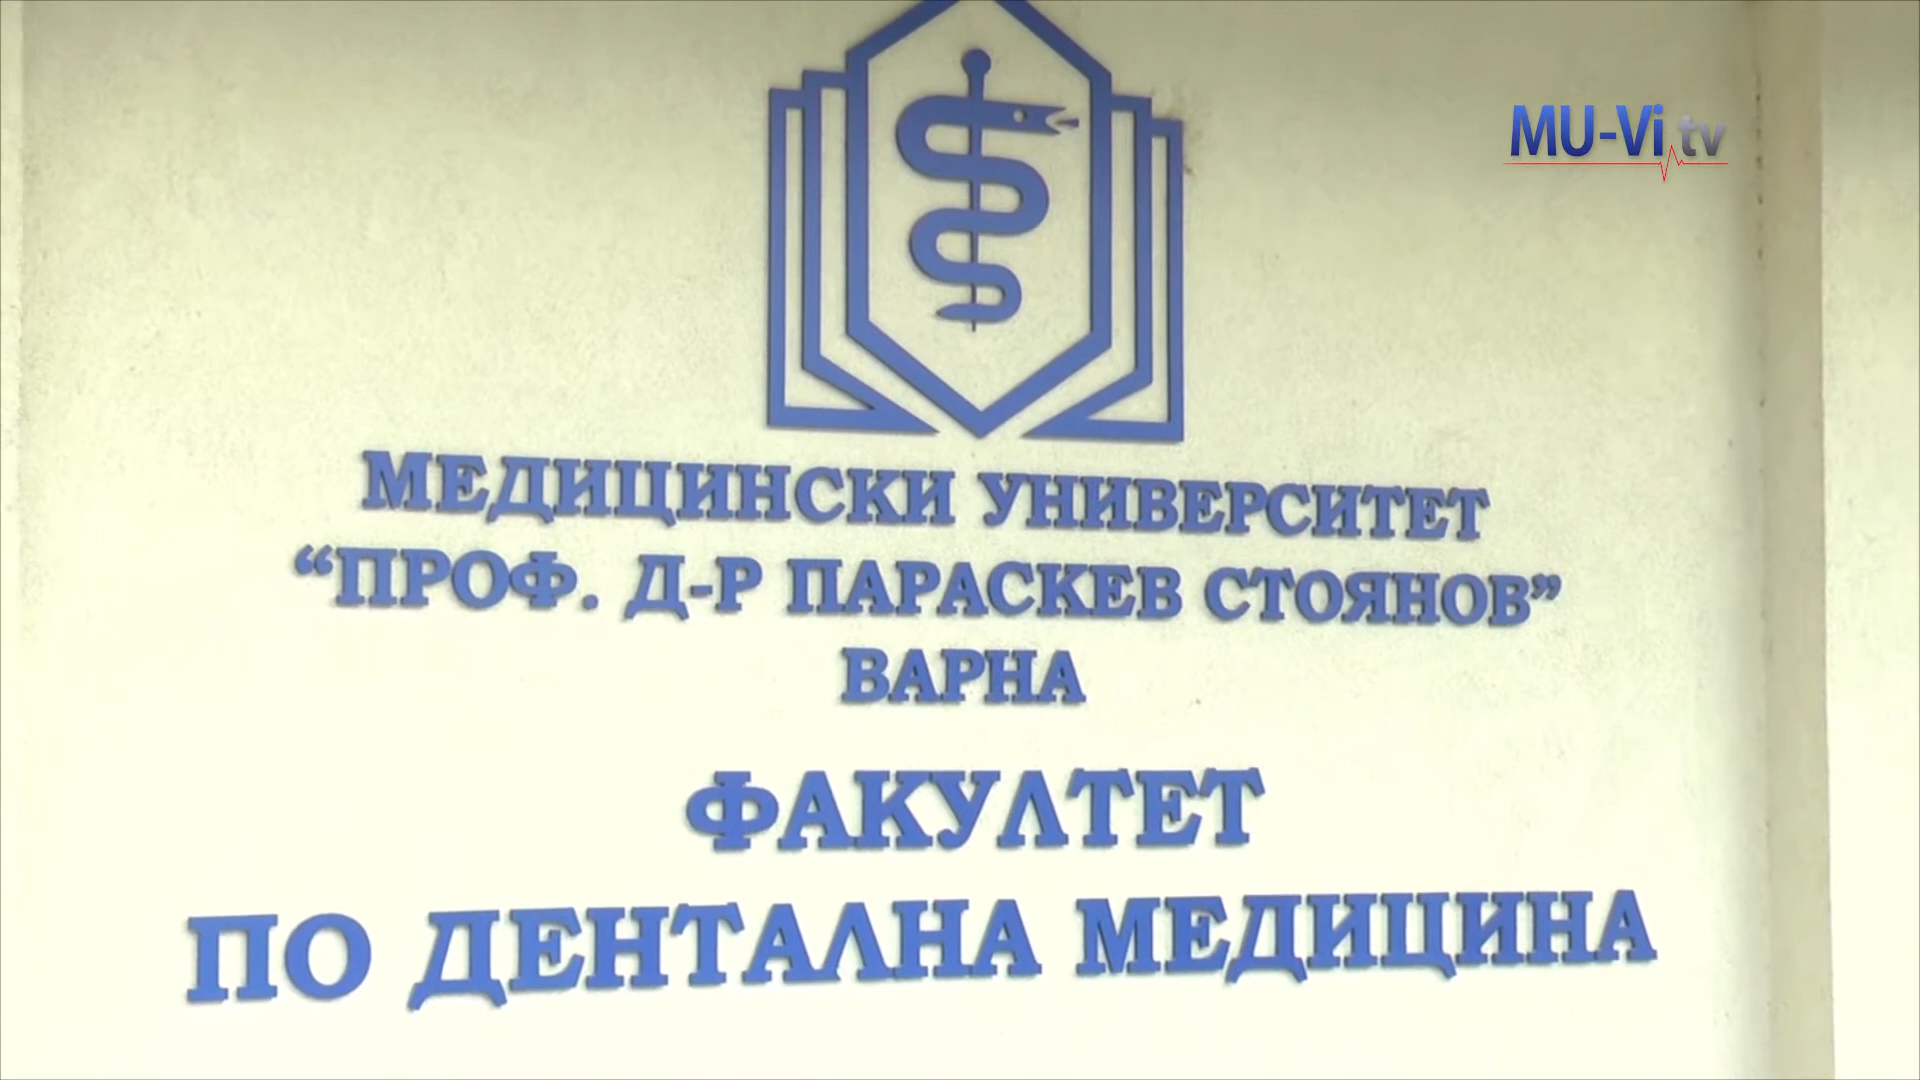 MU-Vi.tv
МЕДИЦИНСКИ УНИВЕРСИТЕТ
“ПРОФ. Д-Р ПАРАСКЕВ СТОЯНОВ”
ВАРНА
ФАКУЛТЕТ
ПО ДЕНТАЛНА МЕДИЦИНА